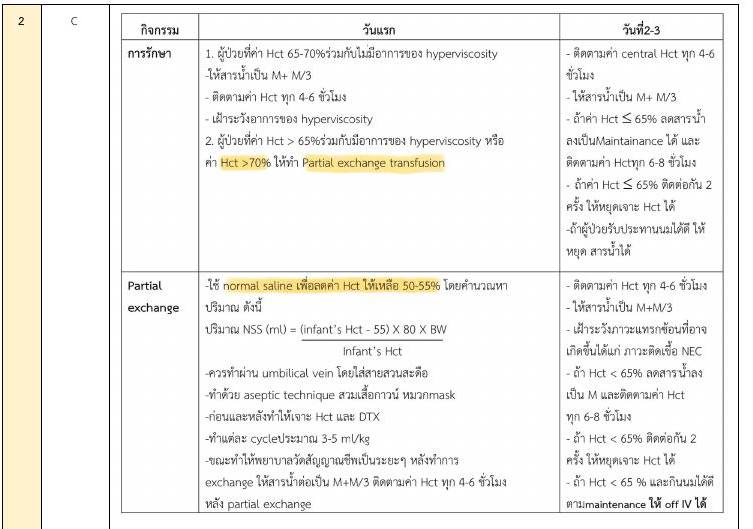 2
C
กิจกรรม
วันแรก
วันที่2-3
การรักษา
1. ผู้ป่วยที่ค่า Hct 65-70%ร่วมกับไม่มีอาการของ hyperviscosity
-ให้สารน้ำเป็น M+ M/3
- ติดตามค่า Hct ทุก 4-6 ชั่วโมง
- เฝ้าระวังอาการของ hyperviscosity
2. ผู้ป่วยที่ค่า Hct > 65%ร่วมกับมีอาการของ hyperviscosity หรือ
ค่า Hct >70% ให้ทำ Partial exchange transfusion
- ติดตามค่า central Hct ทุก 4-6
ชั่วโมง
- ให้สารน้ำเป็น M+ M/3
- ถ้าค่า Hct ≤ 65% ลดสารน้ำ
ลงเป็นMaintainance ได้ และ
ติดตามค่า Hctทุก 6-8 ชั่วโมง
- ถ้าค่า Hct ≤ 65% ติดต่อกัน 2
ครั้ง ให้หยุดเจาะ Hct ได้
-ถ้าผู้ป่วยรับประทานนมได้ดี ให้
หยุด สารน้ำได้
Partial
exchange
-ใช้ normal saline เพื่อลดค่า Hct ให้เหลือ 50-55% โดยคำนวณหา
ปริมาณ ดังนี้
ปริมาณ NSS (ml) = (infant's Hct - 55) X 80 X BW
Infant's Hct
-ควรทำผ่าน umbilical vein โดยใส่สายสวนสะดือ
-ทำด้วย aseptic technique สวมเสื้อกาวน์ หมวกmask
-ก่อนและหลังทำให้เจาะ Hct และ DTX
-ทำแต่ละ cycleประมาณ 3-5 ml/kg
-ขณะทำให้พยาบาลวัดสัญญาณชีพเป็นระยะๆ หลังทำการ
exchange ให้สารน้ำต่อเป็น M+M/3 ติดตามค่า Hct ทุก 4-6 ชั่วโมง
หลัง partial exchange
- ติดตามค่า Hct ทุก 4-6 ชั่วโมง
- ให้สารน้ำเป็น M+M/3
- เฝ้าระวังภาวะแทรกซ้อนที่อาจ
เกิดขึ้นได้แก่ ภาวะติดเชื้อ NEC
- ถ้า Hct < 65% ลดสารน้ำลง
เป็น M และติดตามค่า Hct
ทุก 6-8 ชั่วโมง
- ถ้า Hct < 65% ติดต่อกัน 2
ครั้ง ให้หยุดเจาะ Hct ได้
- ถ้า Hct < 65 % และกินนมได้ดี
ตามmaintenance ให้ off IV ได้